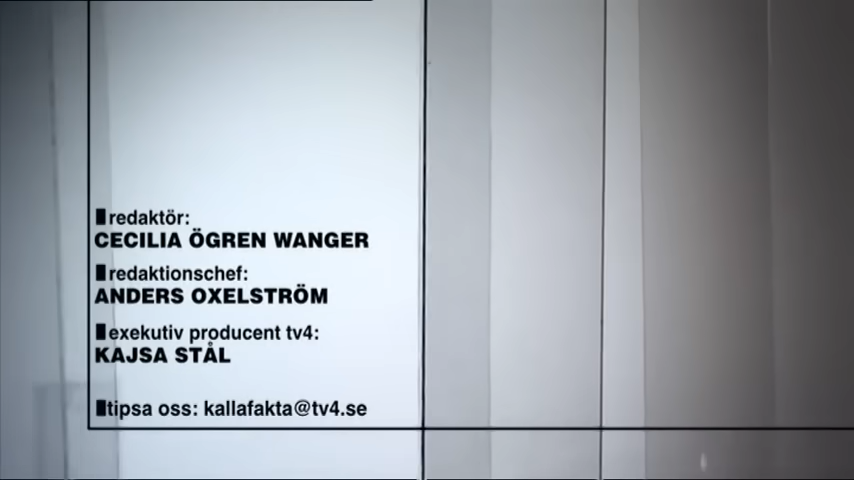 redaktör:
CECILIA ÖGREN WANGER
redaktionschef:
ANDERS OXELSTRÖM
exekutiv producent tv4:
KAJSA STÅL
tipsa oss: kallafakta@tv4.se